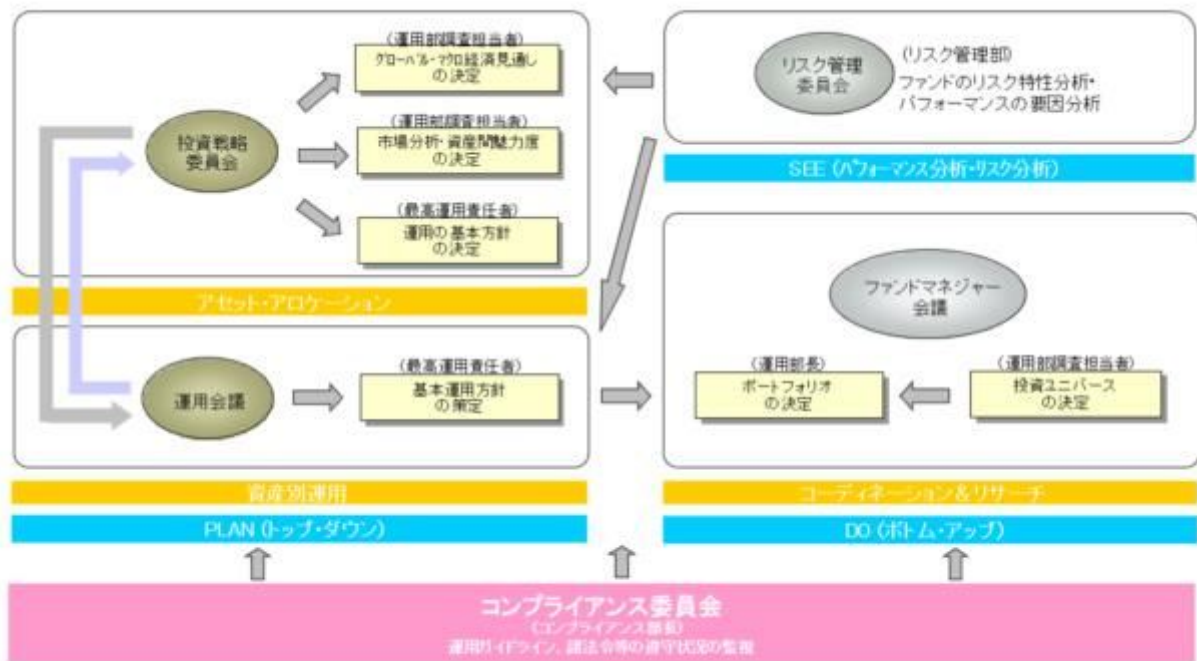 (運用部調査担当者)
グローバル・マクロ経済見通し
の決定
投資戦略
委員会
(運用部調査担当者)
市場分析・資産間魅力度
の決定
(最高運用責任者)
運用の基本方針
の決定
アセット・アロケーション
運用会議
(最高運用責任者)
基本運用方針
の策定
資産別運用
PLAN (トップ・ダウン)
リスク管理
委員会
(リスク管理部)
ファンドのリスク特性分析・
パフォーマンスの要因分析
SEE (パフォーマンス分析・リスク分析)
ファンドマネジャー
会議
(運用部長)
ポートフォリオ
の決定
(運用部調査担当者)
投資ユニバース
の決定
コーディネーション&リサーチ
DO (ボトム・アップ)
コンプライアンス委員会
(コンプライアンス部長)
運用ガイドライン、諸法令等の遵守状況の監視